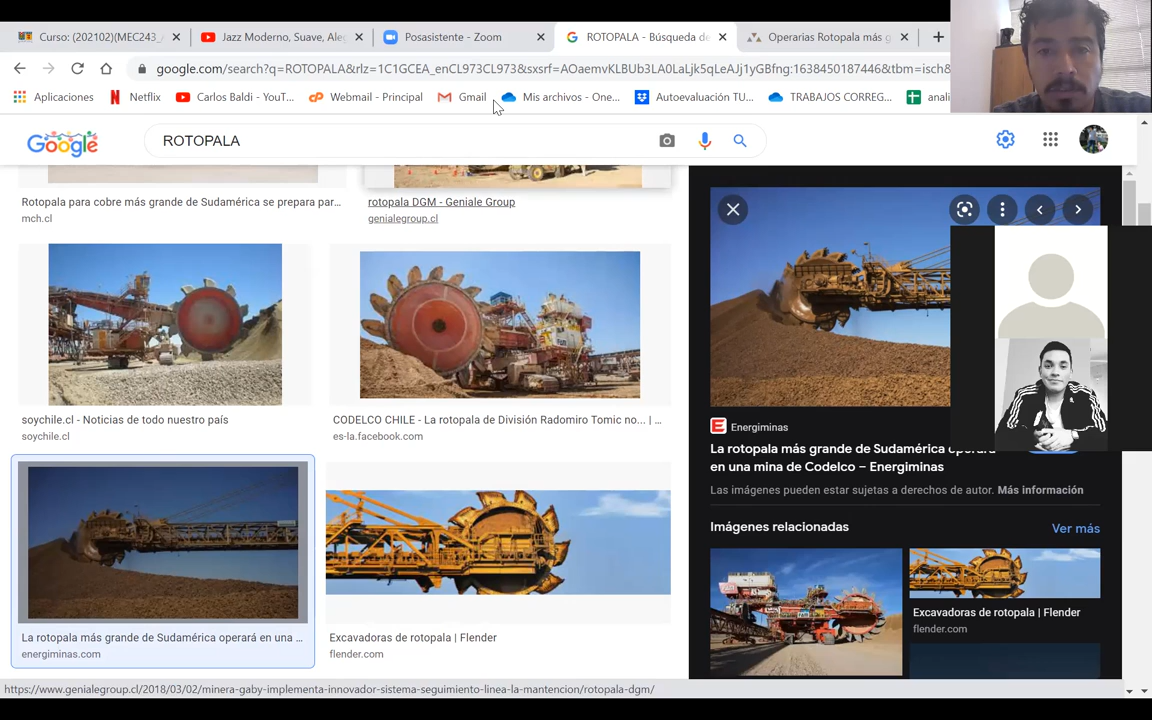 Curso: (202102)(MEC243_
Jazz Moderno, Suave, Aleg
Posasistente - Zoom
ROTOPALA - Búsqueda de
Operarias Rotopala más g
google.com/search?q=ROTOPALA&rlz=1C1GCEA_enCL973CL973&sxsrf=AOaemvKLBUb3LA0LaLjk5qLeAJj1yGBfng:1638450187446&tbm=isch&
Aplicaciones
Netflix
Carlos Baldi - YouT...
Webmail - Principal
Gmail
Mis archivos - One...
Autoevaluación TU...
TRABAJOS CORREG...
anali
Google
ROTOPALA
Rotopala para cobre más grande de Sudamérica se prepara par...
mch.cl
rotopala DGM - Geniale Group
genialegroup.cl
soychile.cl - Noticias de todo nuestro país
soychile.cl
CODELCO CHILE - La rotopala de División Radomiro Tomic no... | ...
es-la.facebook.com
La rotopala más grande de Sudamérica operará en una ...
energiminas.com
Excavadoras de rotopala | Flender
flender.com
Energiminas
La rotopala más grande de Sudamérica operará
en una mina de Codelco – Energiminas
Las imágenes pueden estar sujetas a derechos de autor. Más información
Imágenes relacionadas
Ver más
Excavadoras de rotopala | Flender
flender.com
https://www.genialegroup.cl/2018/03/02/minera-gaby-implementa-innovador-sistema-seguimiento-linea-la-mantencion/rotopala-dgm/